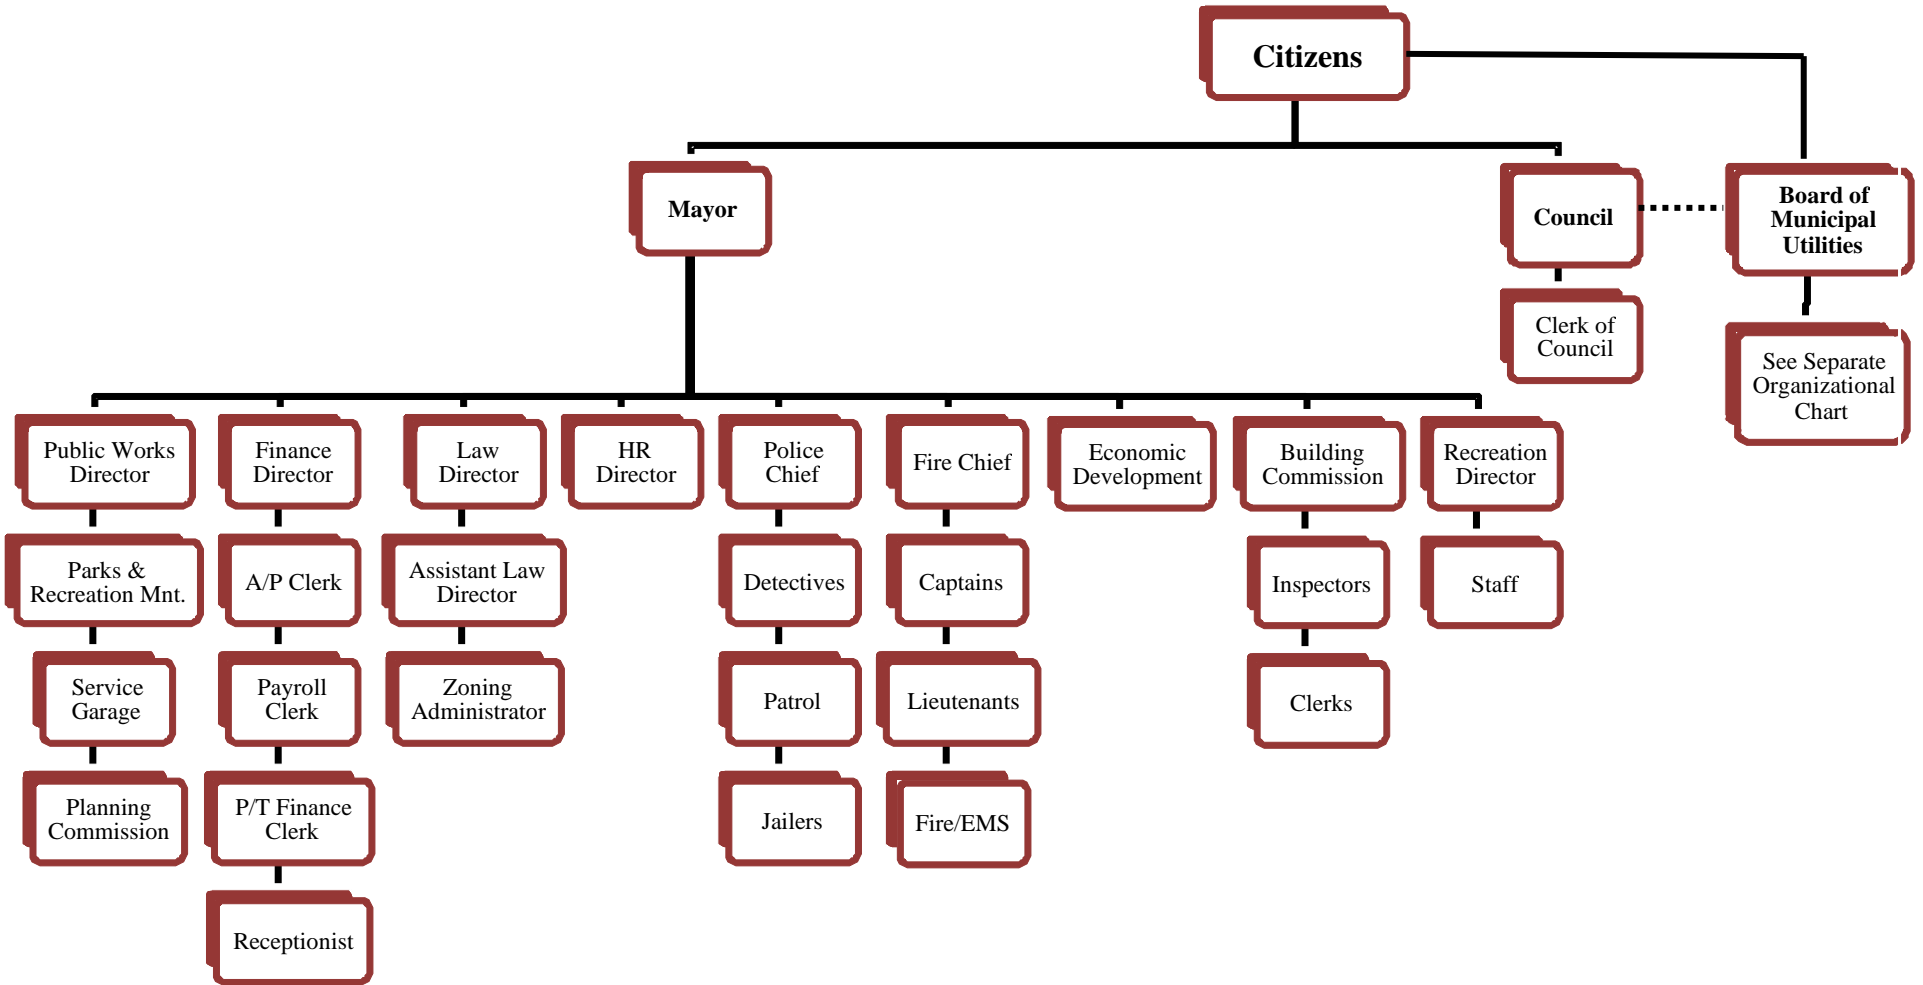 Citizens
Mayor
Council
Board of
Municipal
Utilities
Clerk of
Council
See Separate
Organizational
Chart
Public Works
Director
Finance
Director
Law
Director
HR
Director
Police
Chief
Fire Chief
Economic
Development
Building
Commission
Recreation
Director
Parks &
Recreation Mnt.
A/P Clerk
Assistant Law
Director
Detectives
Captains
Inspectors
Staff
Service
Garage
Payroll
Clerk
Zoning
Administrator
Patrol
Lieutenants
Clerks
Planning
Commission
P/T Finance
Clerk
Jailers
Fire/EMS
Receptionist